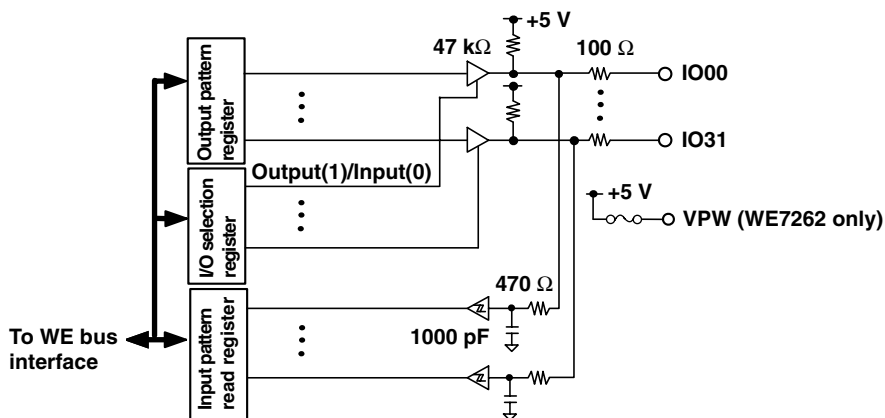 +5 V
47 kΩ
100 Ω
IO00
Output pattern
register
IO31
Output(1)/Input(0)
+5 V
I/O selection
register
VPW (WE7262 only)
470 Ω
1000 pF
To WE bus
interface
Input pattern
read register